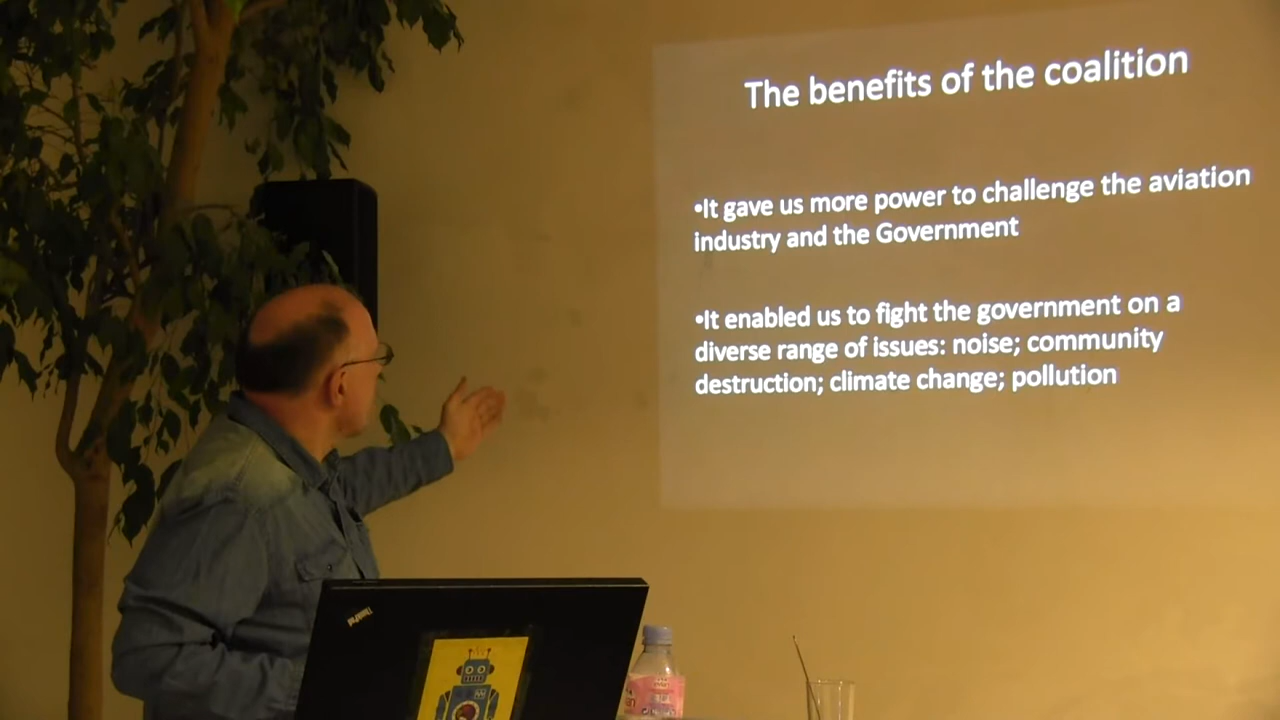 The benefits of the coalition
•It gave us more power to challenge the aviation
industry and the Government
•It enabled us to fight the government on a
diverse range of issues: noise; community
destruction; climate change; pollution
ThinkPad